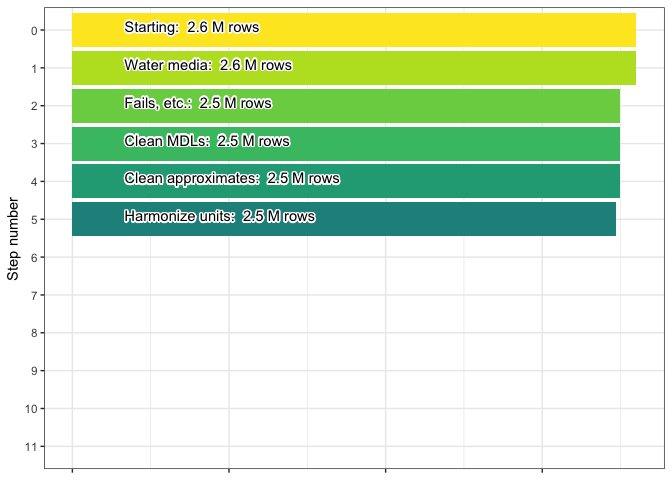 0
Starting:  2.6 M rows
1
Water media:  2.6 M rows
2
Fails, etc.:  2.5 M rows
3
Clean MDLs:  2.5 M rows
4
Clean approximates:  2.5 M rows
5
Harmonize units:  2.5 M rows
6
7
8
9
10
11
Step number